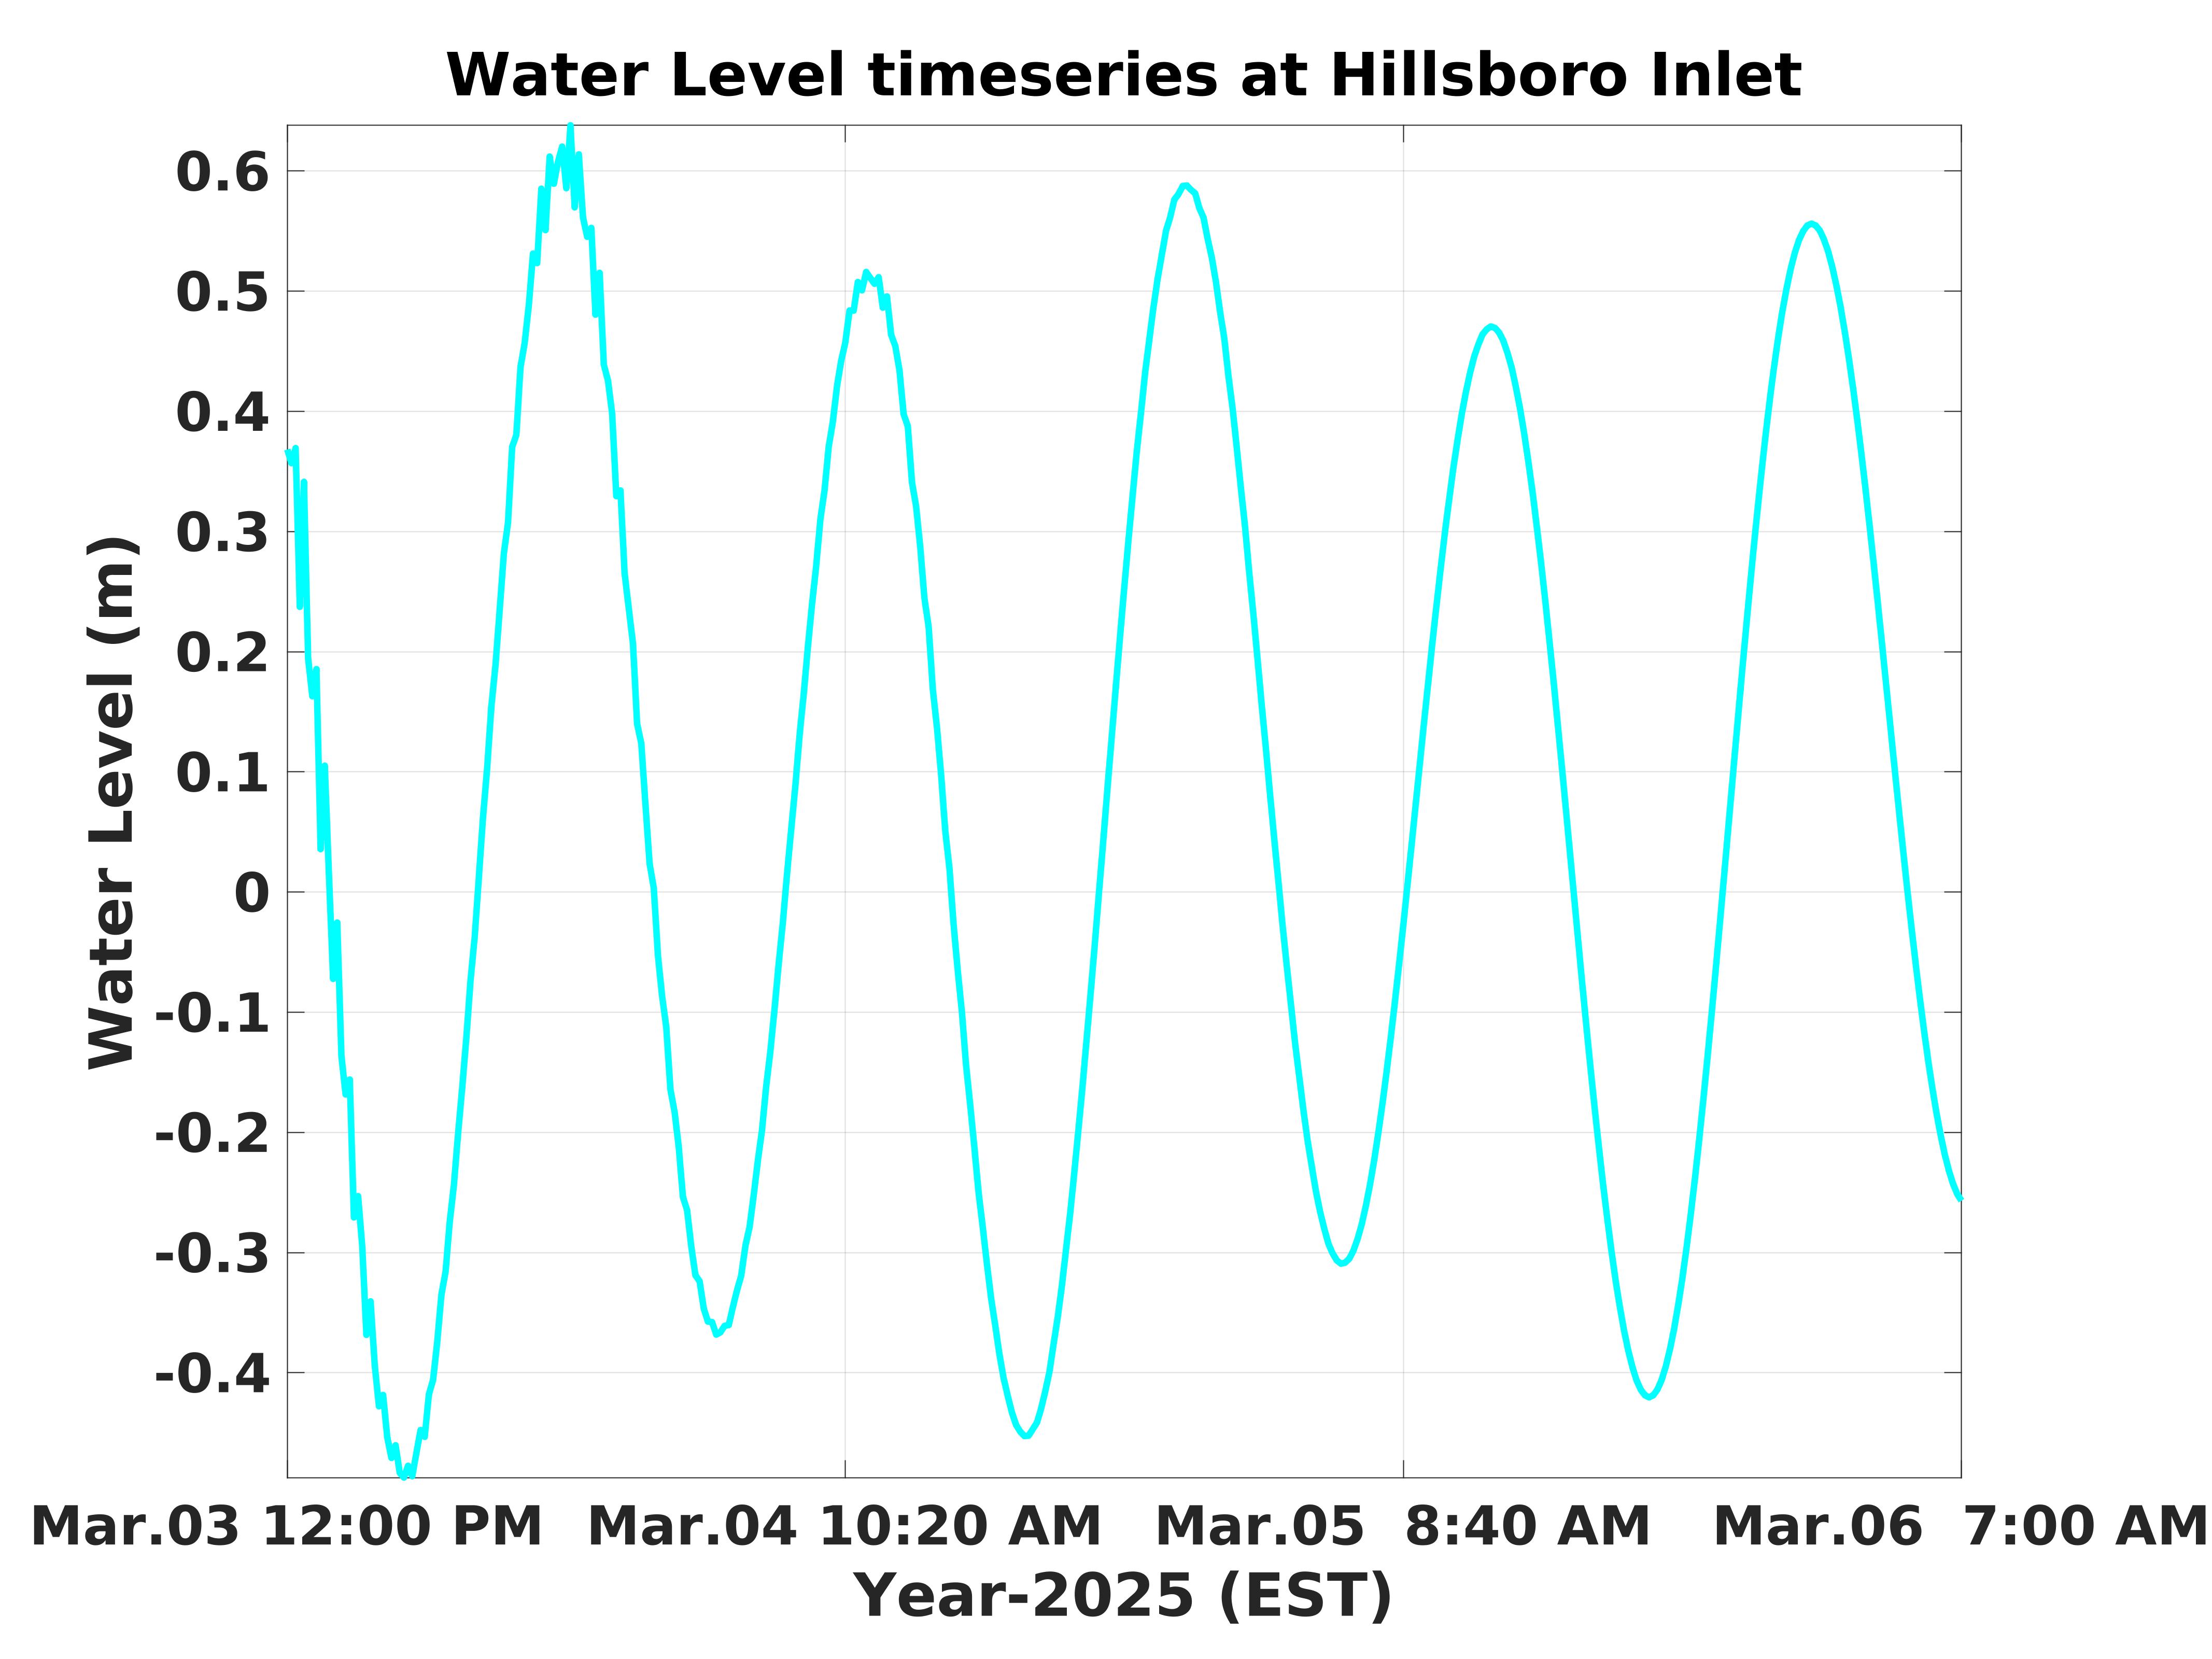 Water Level timeseries at Hillsboro Inlet
0.6
0.5
0.4
0.3
0.2
0.1
0
-0.1
-0.2
-0.3
-0.4
Water Level (m)
Mar.03 12:00 PM Mar.04 10:20 AM Mar.05 8:40 AM Mar.06 7:00 AM
Year-2025 (EST)